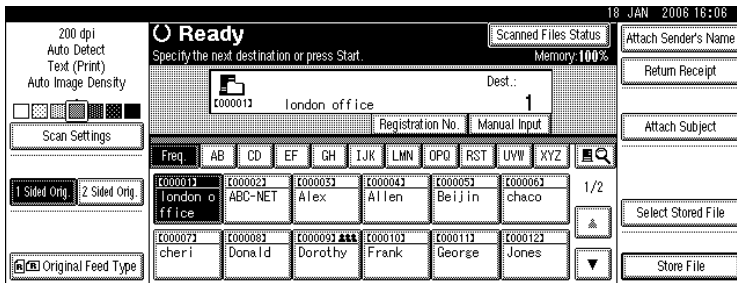 18 JAN 2006 16:06
200 dpi
Auto Detect
Text (Print)
Auto Image Density
Scan Settings
1 Sided Orig. 2 Sided Orig.
Original Feed Type
Ready
Specify the next destination or press Start.
Scanned Files Status
Memory:100%
[00001] london office
Dest.: 1
Registration No. Manual Input
Freq. AB CD EF GH IJK LMN OPQ RST UVW XYZ
[00001] [00002] [00003] [00004] [00005] [00006]
london o ABC-NET Alex Allen Beijin chaco
ffice
1/2
[00007] [00008] [00009] [00010] [00011] [00012]
cheri Donald Dorothy Frank George Jones
Attach Sender's Name
Return Receipt
Attach Subject
Select Stored File
Store File